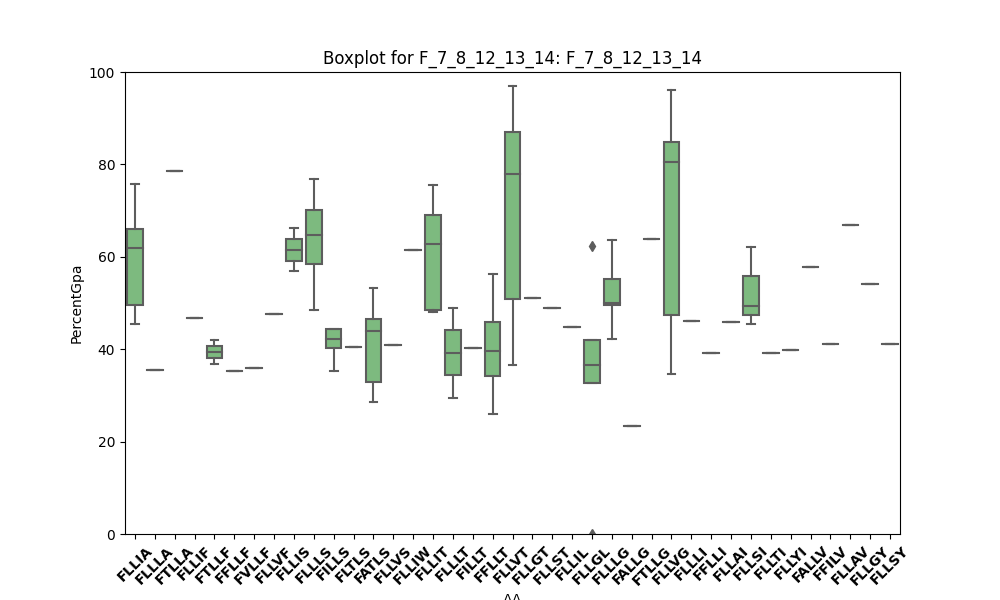 Boxplot for F_7_8_12_13_14: F_7_8_12_13_14
PercentGpa
100
80
60
40
20
0
FLLIA
FLLLA
FTLLA
FLLIF
FTLLF
FFLLF
FVLLF
FLLVF
FLLIS
FLLLS
FILLS
FLTLS
FATLS
FLLVS
FLLIW
FLLIT
FLLLT
FILLT
FFLLT
FLLVT
FLLGT
FLLST
FLLIL
FLLGL
FLLLG
FALLG
FTLLG
FLLVG
FLLLI
FFLLI
FLLAI
FLLSI
FLLTI
FLLYI
FALLV
FFILV
FLLAV
FLLGY
FLLSY
AA